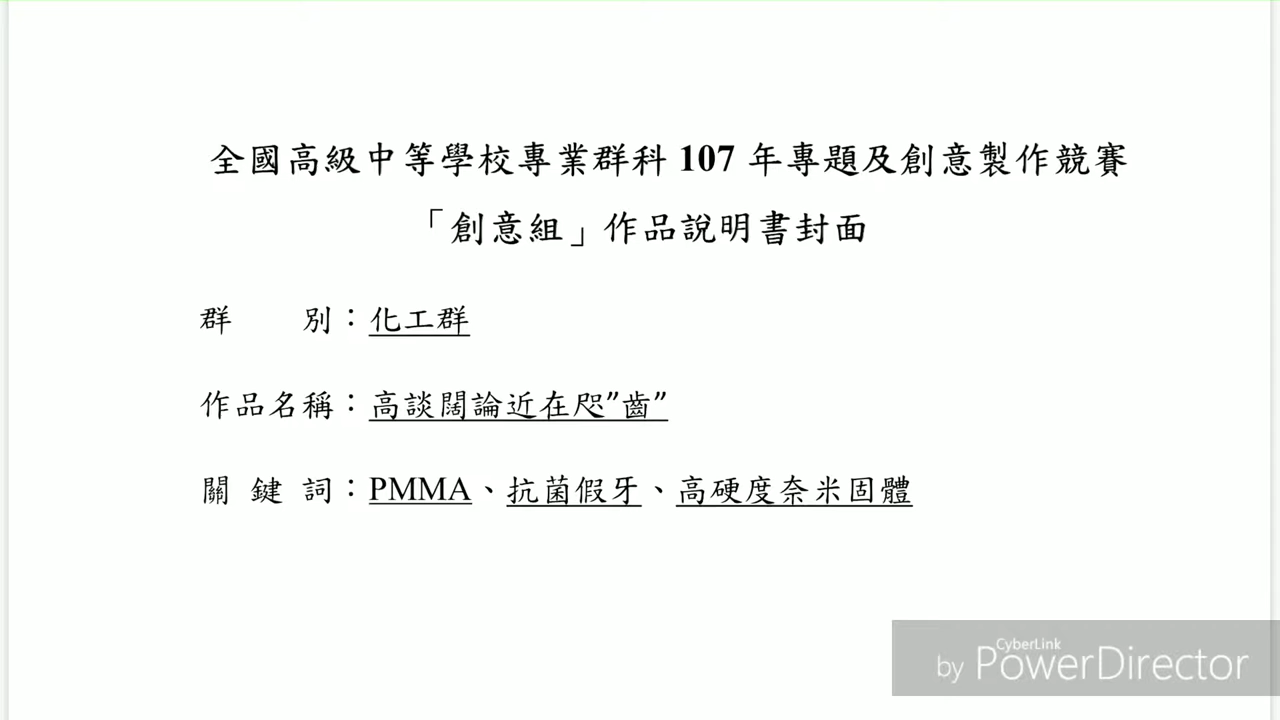 全國高級中等學校專業群科 107 年專題及創意製作競賽
「創意組」作品說明書封面
群　　別：化工群
作品名稱：高談闊論近在咫”齒”
關 鍵 詞：PMMA、抗菌假牙、高硬度奈米固體
CyberLink
by PowerDirector